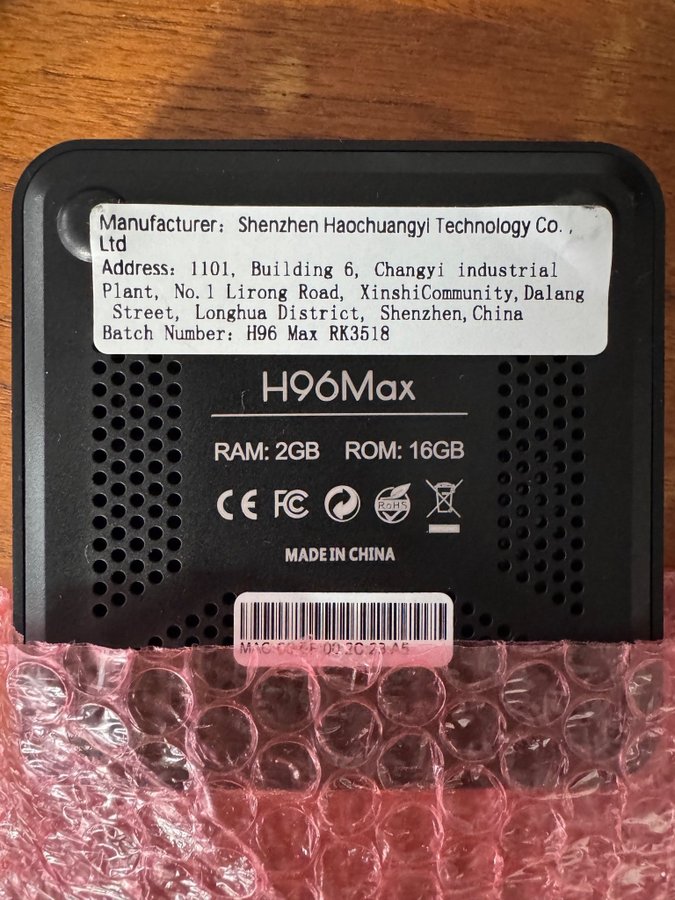 Manufacturer: Shenzhen Haochuangyi Technology Co.,
Ltd
Address: 1101, Building 6, Changyi industrial
Plant, No.1 Lirong Road, XinshiCommunity,Dalang
Street, Longhua District, Shenzhen,China
Batch Number: H96 Max RK3518
H96Max
RAM: 2GB ROM: 16GB
CE FC RoHS
MADE IN CHINA
MAC